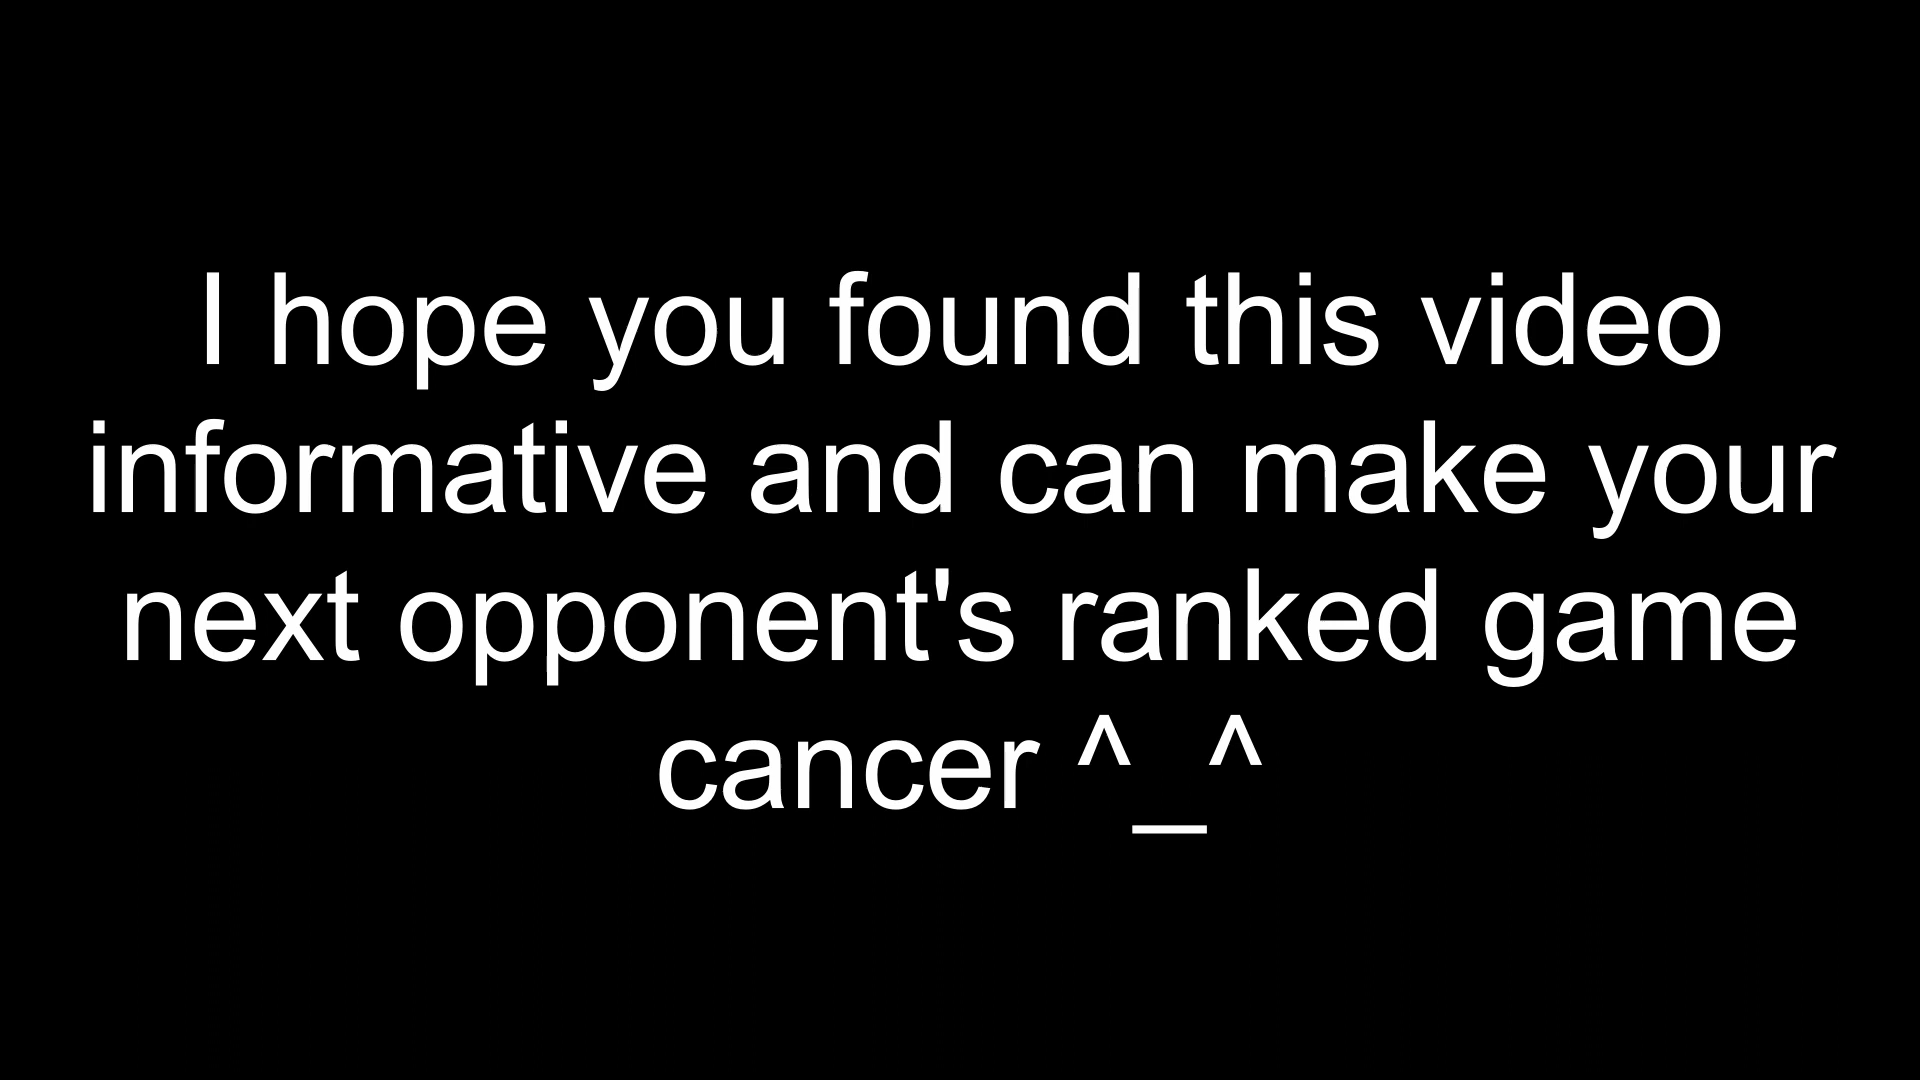 I hope you found this video
informative and can make your
next opponent's ranked game
cancer ^_^